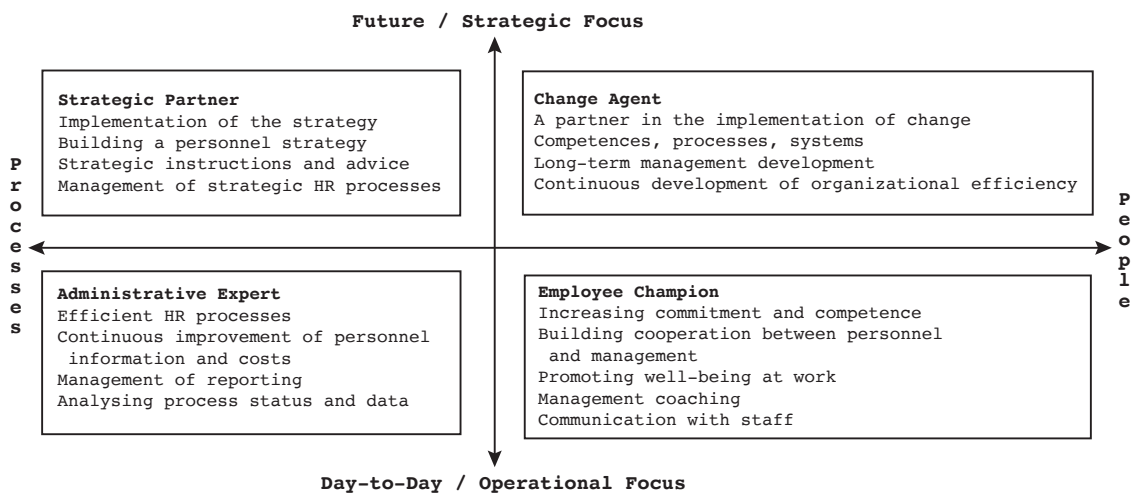 Future / Strategic Focus
Strategic Partner
Implementation of the strategy
Building a personnel strategy
Strategic instructions and advice
Management of strategic HR processes
Change Agent
A partner in the implementation of change
Competences, processes, systems
Long-term management development
Continuous development of organizational efficiency
Processes
People
Administrative Expert
Efficient HR processes
Continuous improvement of personnel
information and costs
Management of reporting
Analysing process status and data
Employee Champion
Increasing commitment and competence
Building cooperation between personnel
and management
Promoting well-being at work
Management coaching
Communication with staff
Day-to-Day / Operational Focus